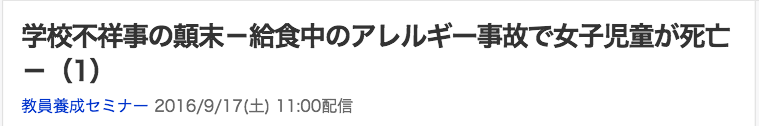 学校不祥事の顛末－給食中のアレルギー事故で女子児童が死亡
－（1）
教員養成セミナー 2016/9/17(土) 11:00配信